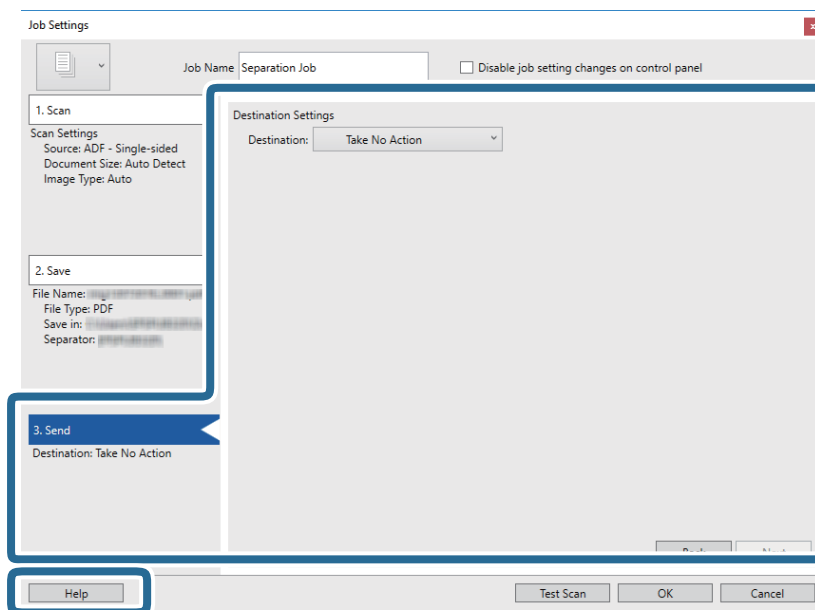 Job Settings
Job Name Separation Job Disable job setting changes on control panel
1. Scan
Scan Settings
Source: ADF - Single-sided
Document Size: Auto Detect
Image Type: Auto
2. Save
File Name:
File Type: PDF
Save in:
Separator:
3. Send
Destination: Take No Action
Destination Settings
Destination: Take No Action
Back Next
Help Test Scan OK Cancel